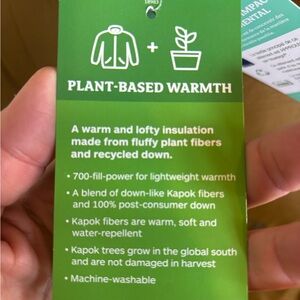 PLANT-BASED WARMTH
A warm and lofty insulation
made from fluffy plant fibers
and recycled down.
• 700-fill-power for lightweight warmth
• A blend of down-like Kapok fibers
and 100% post-consumer down
• Kapok fibers are warm, soft and
water-repellent
• Kapok trees grow in the global south
and are not damaged in harvest
• Machine-washable
IMPAC